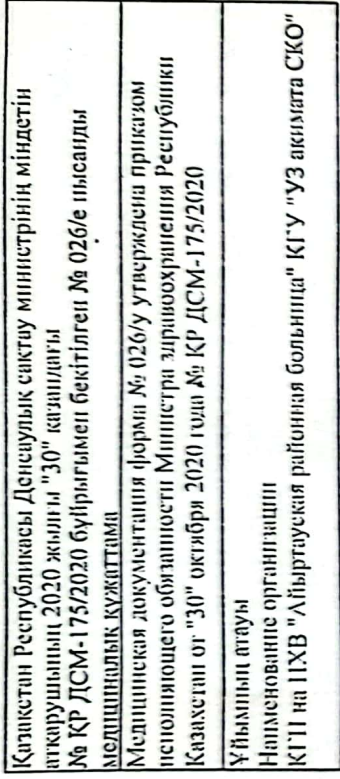 Қазақстан Республикасы Денсаулық сақтау министрінің міндетін
атқарушының 2020 жылғы "30" қазандағы
№ ҚР ДСМ-175/2020 бұйрығымен бекітілген № 026/е нысанды
медициналық құжаттама
Медицинская документация форма № 026/у утверждена приказом
исполняющего обязанности Министра здравоохранения Республики
Казахстан от "30" октября 2020 года № ҚР ДСМ-175/2020
Ұйымның атауы
Наименование организации
КГП на ПХВ "Айыртауская районная больница" КГУ "УЗ акимата СКО"